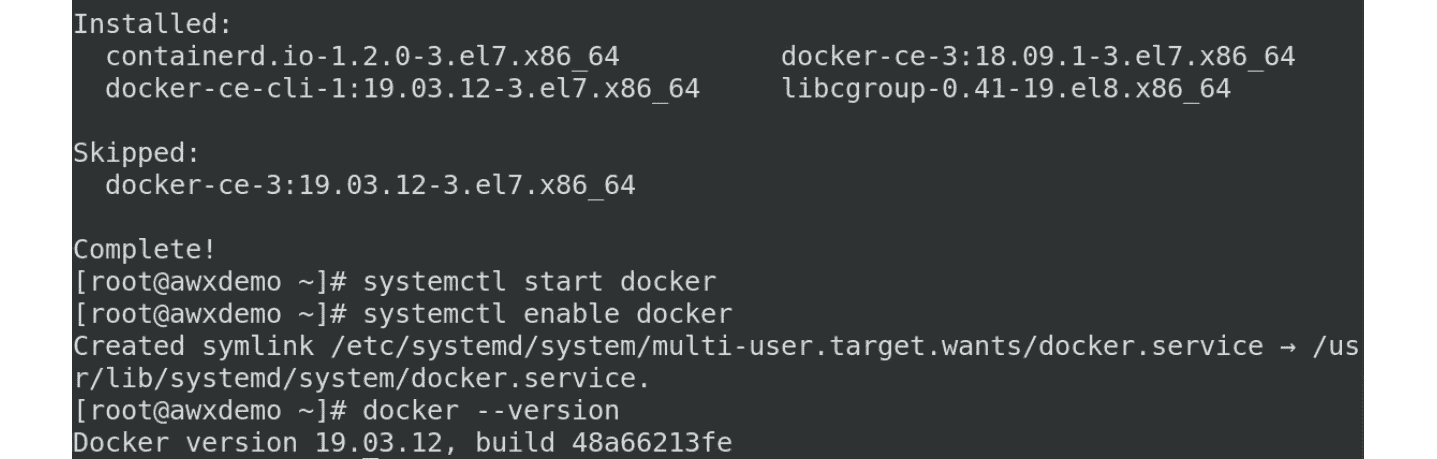 Installed:
  containerd.io-1.2.0-3.el7.x86_64          docker-ce-3:18.09.1-3.el7.x86_64
  docker-ce-cli-1:19.03.12-3.el7.x86_64     libcgroup-0.41-19.el8.x86_64

Skipped:
  docker-ce-3:19.03.12-3.el7.x86_64

Complete!
[root@awxdemo ~]# systemctl start docker
[root@awxdemo ~]# systemctl enable docker
Created symlink /etc/systemd/system/multi-user.target.wants/docker.service → /us
r/lib/systemd/system/docker.service.
[root@awxdemo ~]# docker --version
Docker version 19.03.12, build 48a66213fe